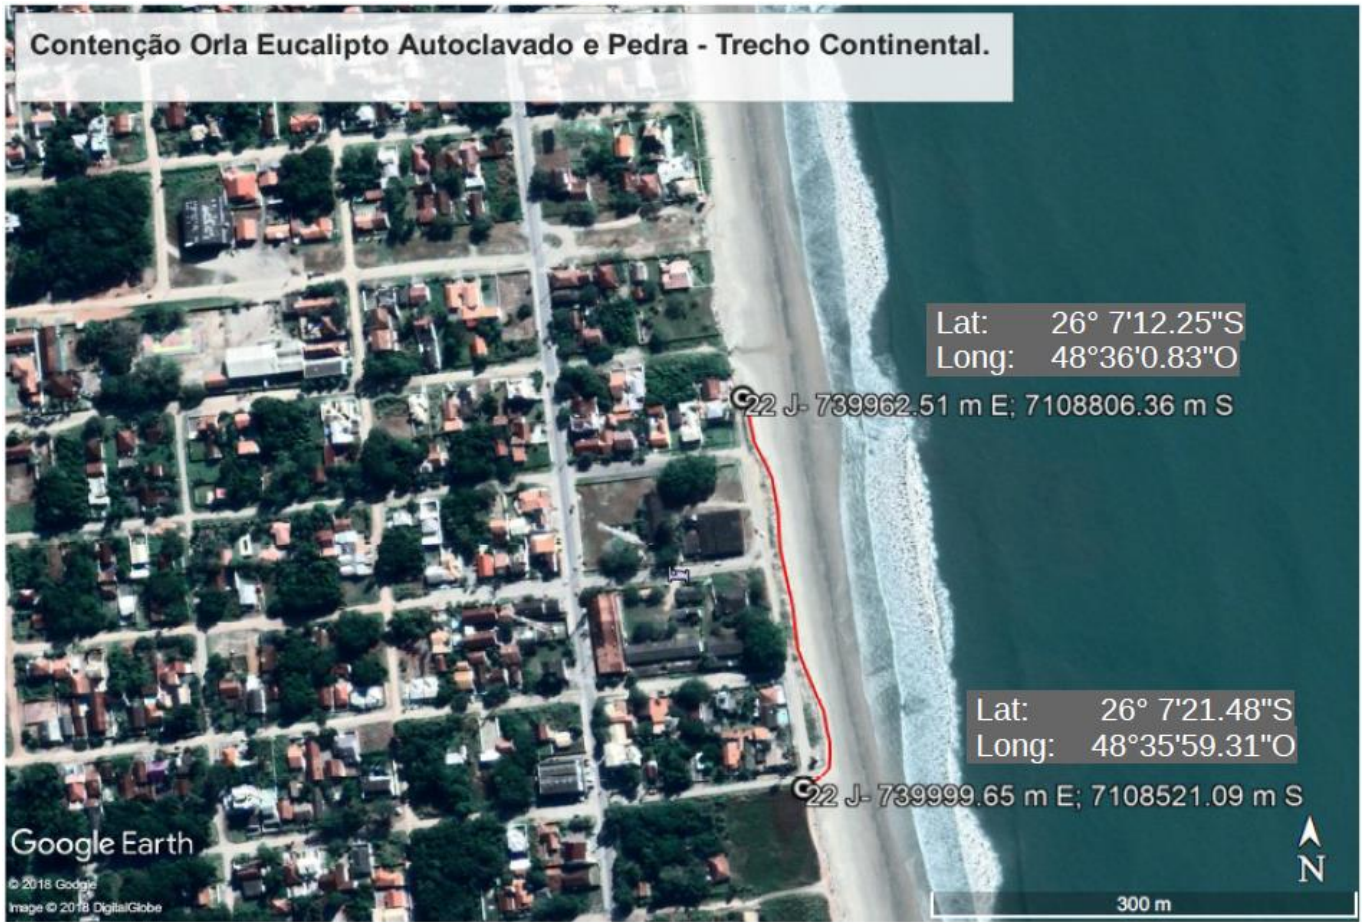 Contenção Orla Eucalipto Autoclavado e Pedra - Trecho Continental.
Lat: 26° 7'12.25"S
Long: 48°36'0.83"O
22 J- 739962.51 m E; 7108806.36 m S
Lat: 26° 7'21.48"S
Long: 48°35'59.31"O
22 J- 739999.65 m E; 7108521.09 m S
Google Earth
© 2018 Google
Image © 2018 DigitalGlobe
N
300 m